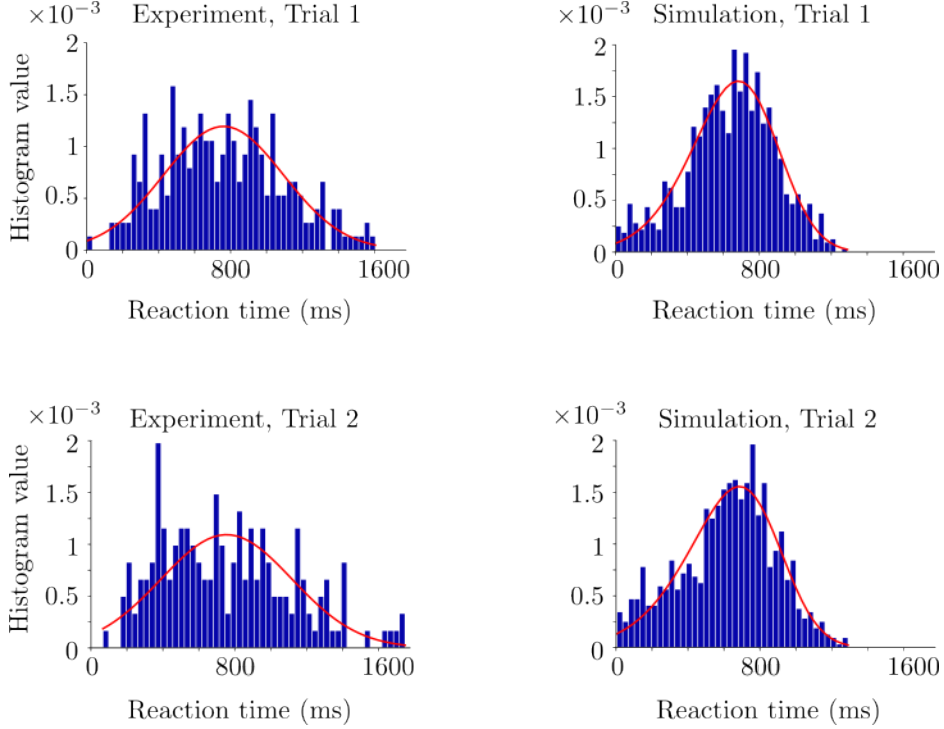 ×10⁻³ Experiment, Trial 1
Histogram value
2
1.5
1
0.5
0
0 800 1600
Reaction time (ms)
×10⁻³ Simulation, Trial 1
2
1.5
1
0.5
0
0 800 1600
Reaction time (ms)
×10⁻³ Experiment, Trial 2
Histogram value
2
1.5
1
0.5
0
0 800 1600
Reaction time (ms)
×10⁻³ Simulation, Trial 2
2
1.5
1
0.5
0
0 800 1600
Reaction time (ms)